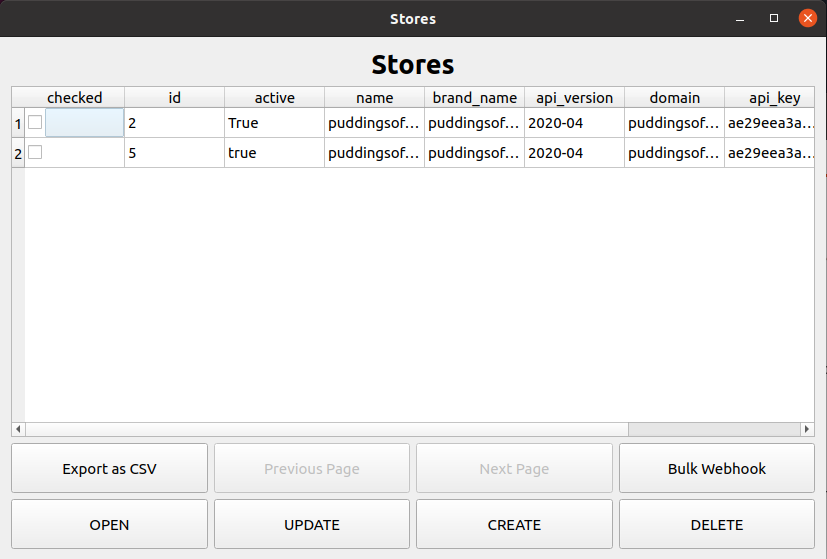 Stores
Stores
checked id active name brand_name api_version domain api_key
1 2 True puddingsof... puddingsof... 2020-04 puddingsof... ae29eea3a...
2 5 true puddingsof... puddingsof... 2020-04 puddingsof... ae29eea3a...
Export as CSV Previous Page Next Page Bulk Webhook
OPEN UPDATE CREATE DELETE